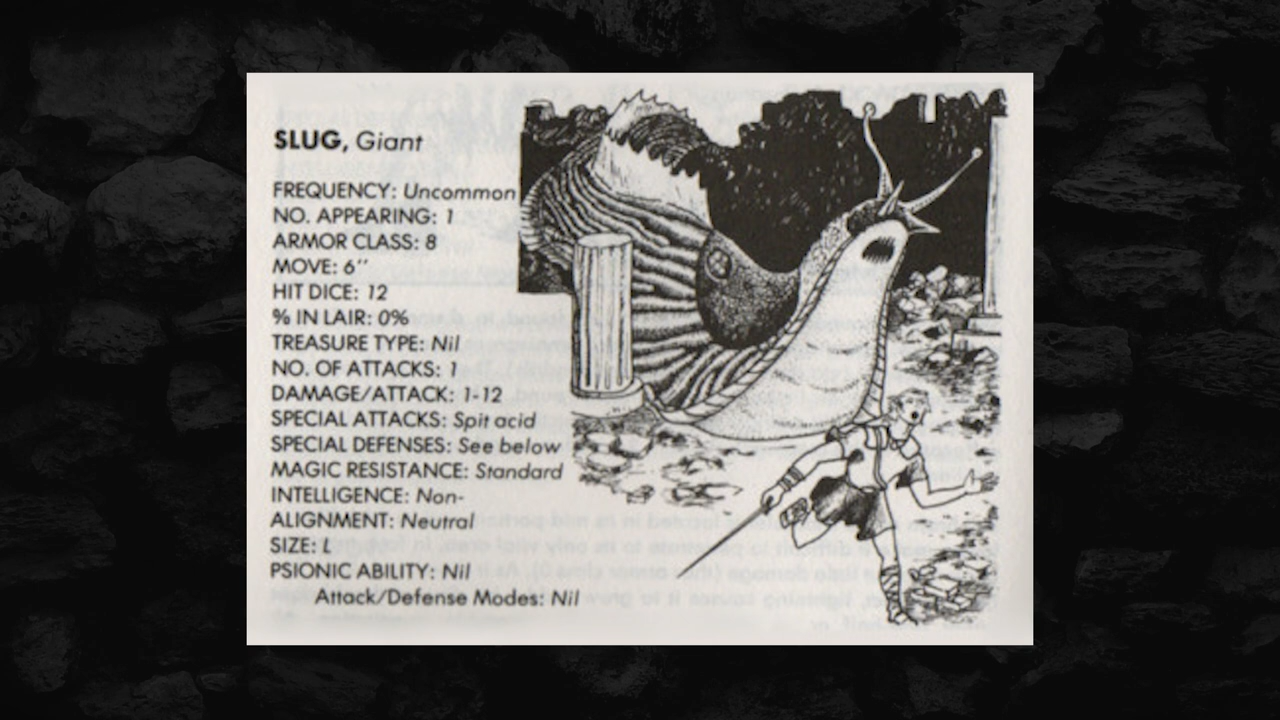 SLUG, Giant
FREQUENCY: Uncommon
NO. APPEARING: 1
ARMOR CLASS: 8
MOVE: 6"
HIT DICE: 12
% IN LAIR: 0%
TREASURE TYPE: Nil
NO. OF ATTACKS: 1
DAMAGE/ATTACK: 1-12
SPECIAL ATTACKS: Spit acid
SPECIAL DEFENSES: See below
MAGIC RESISTANCE: Standard
INTELLIGENCE: Non-
ALIGNMENT: Neutral
SIZE: L
PSIONIC ABILITY: Nil
Attack/Defense Modes: Nil